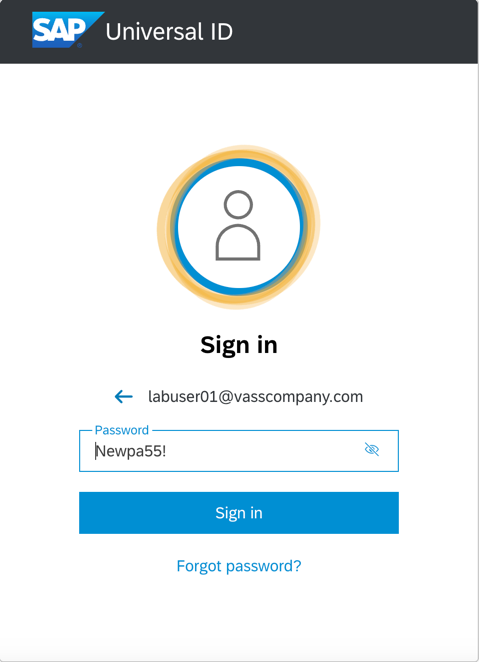 SAP Universal ID
Sign in
labuser01@vasscompany.com
Password
Newpa55!
Sign in
Forgot password?